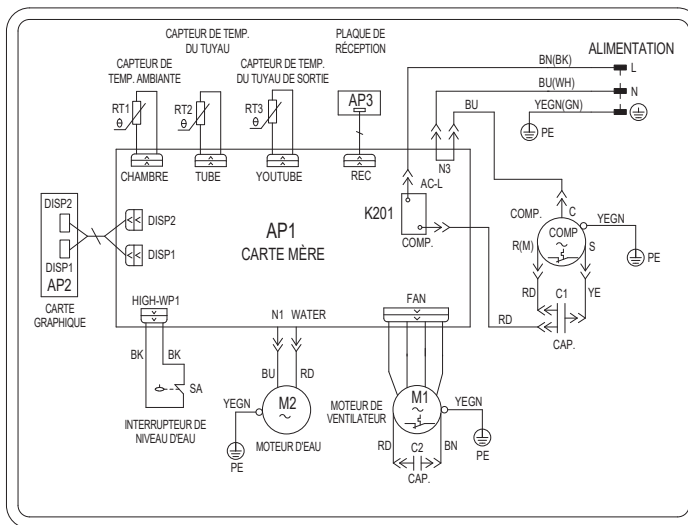 CAPTEUR DE TEMP.
DU TUYAU
PLAQUE DE
RÉCEPTION
CAPTEUR DE
TEMP. AMBIANTE
CAPTEUR DE TEMP.
DU TUYAU DE SORTIE
ALIMENTATION
BN(BK)
L
BU(WH)
N
BU
YEGN(GN)
PE
RT1
θ
RT2
θ
RT3
θ
AP3
CHAMBRE
TUBE
YOUTUBE
REC
N3
AC-L
K201
COMP.
AP1
CARTE MÈRE
DISP2
DISP1
AP2
CARTE
GRAPHIQUE
DISP2
DISP1
COMP.
C
YEGN
COMP
R(M)
S
PE
RD
C1
YE
RD
CAP.
HIGH-WP1
N1
WATER
FAN
BK
BK
SA
INTERRUPTEUR DE
NIVEAU D'EAU
BU
RD
YEGN
M2
PE
MOTEUR D'EAU
MOTEUR DE
VENTILATEUR
M1
YEGN
RD
C2
BN
PE
CAP.